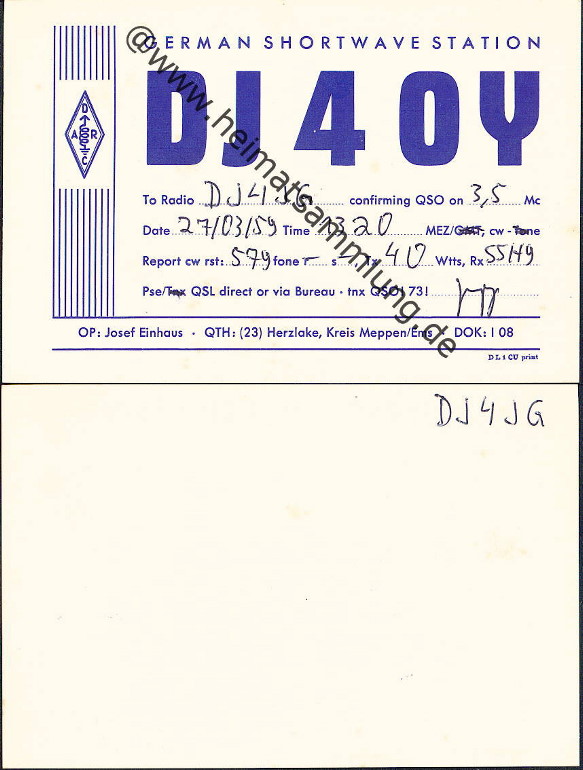 GERMAN SHORTWAVE STATION
DJ4OY
DARC
To Radio DJ4JG confirming QSO on 3,5 Mc
Date 27/03/59 Time 1320 MEZ/GMT, cw - Tone
Report cw rst: 579 fone - s -, Tx 40 Wtts, Rx
Pse/Tnx QSL direct or via Bureau · tnx QSO! 73!
OP: Josef Einhaus · QTH: (23) Herzlake, Kreis Meppen/Ems · DOK: I 08
DL1CU print
@www.heimatsammlung.de
DJ4JG